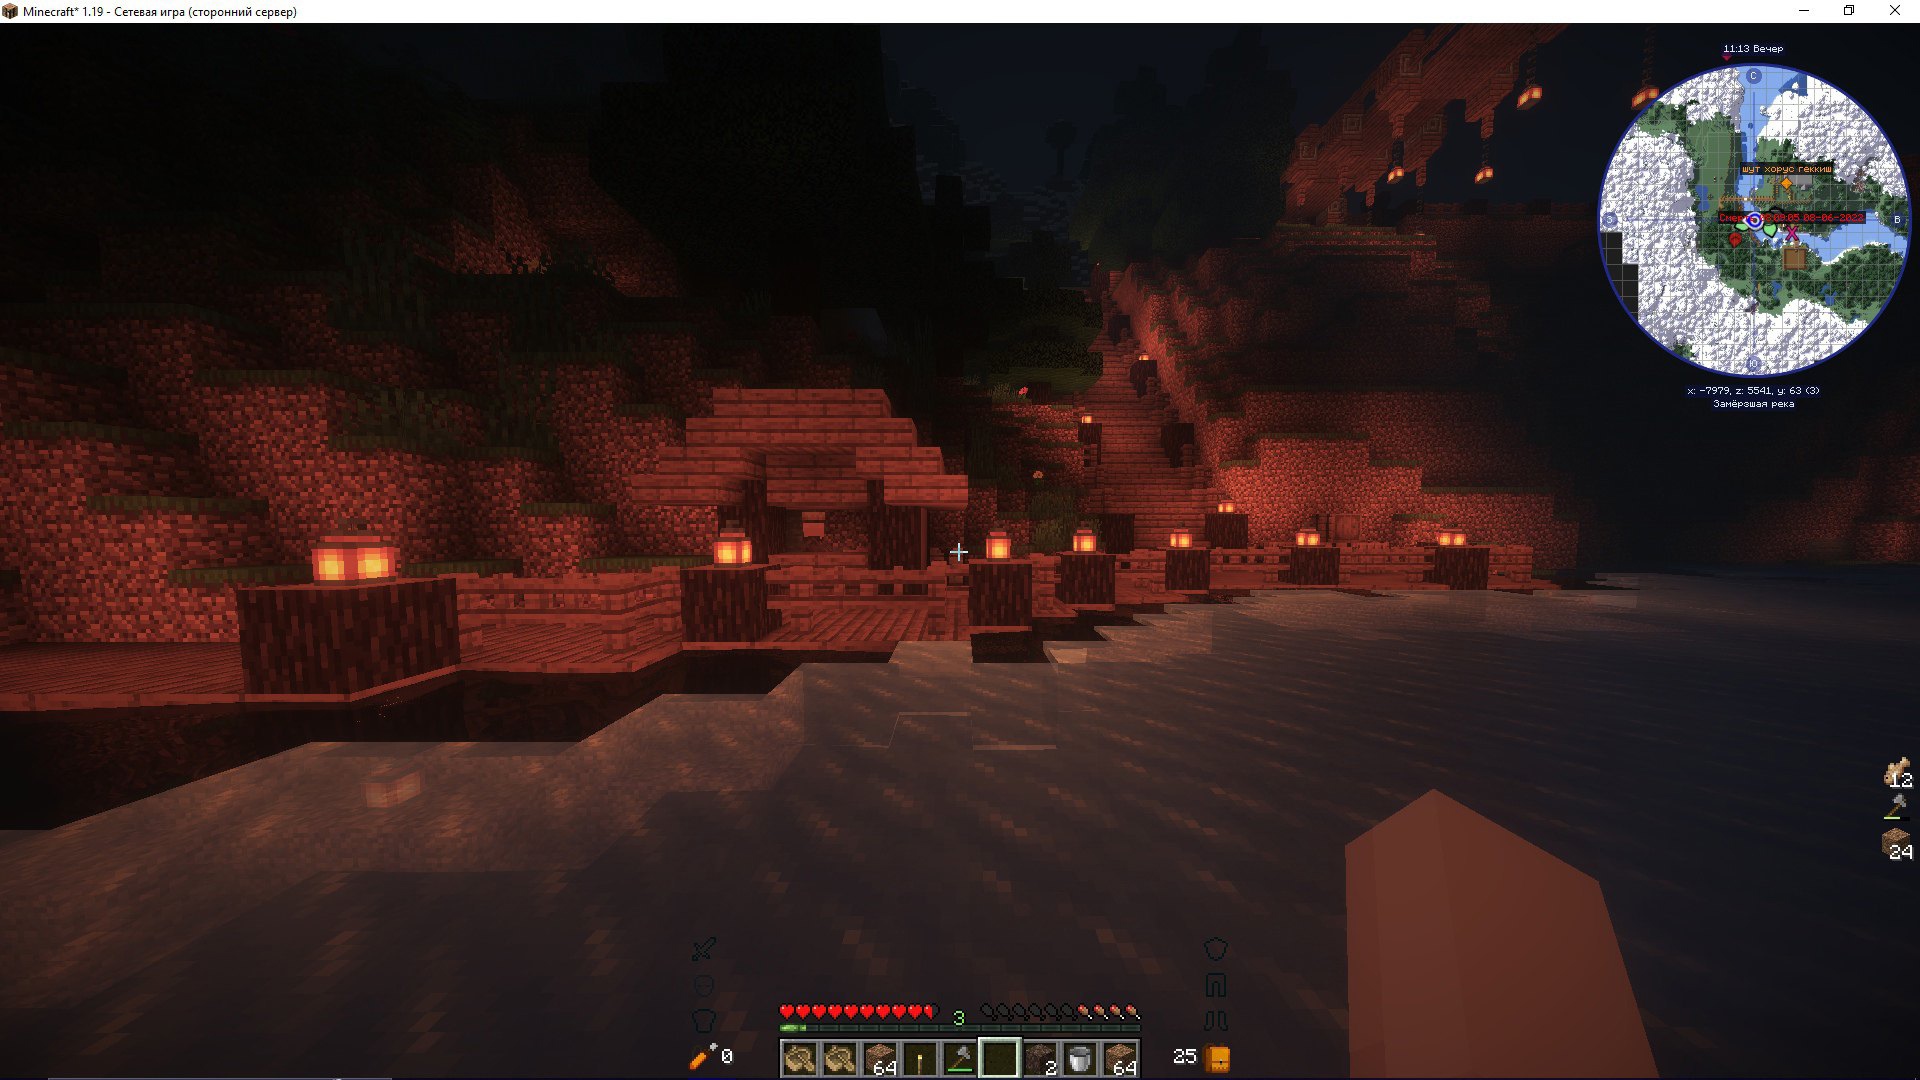 Minecraft* 1.19 - Сетевая игра (сторонний сервер)
11:13 Вечер
С
шут хорус геккиш
З
В
Ю
x: -7979, z: 5541, y: 63 (3)
Замёрзшая река
12
24
3
0
64
2
64
25